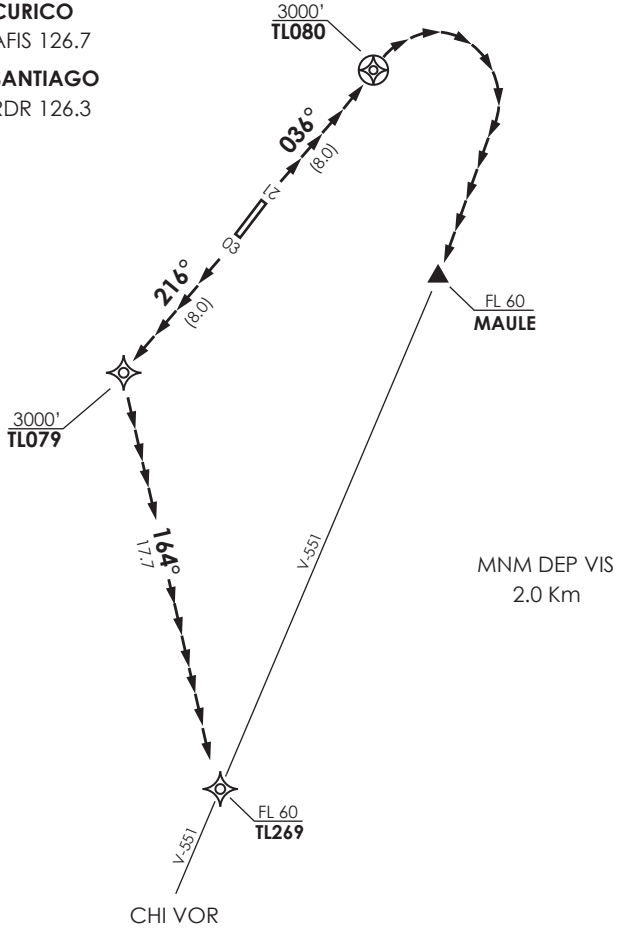 CURICO
AFIS 126.7
SANTIAGO
RDR 126.3
3000'
TL080
036°
(8.0)
21
03
216°
(8.0)
FL 60
MAULE
3000'
TL079
164°
17.7
V-551
MNM DEP VIS
2.0 Km
FL 60
TL269
V-551
CHI VOR